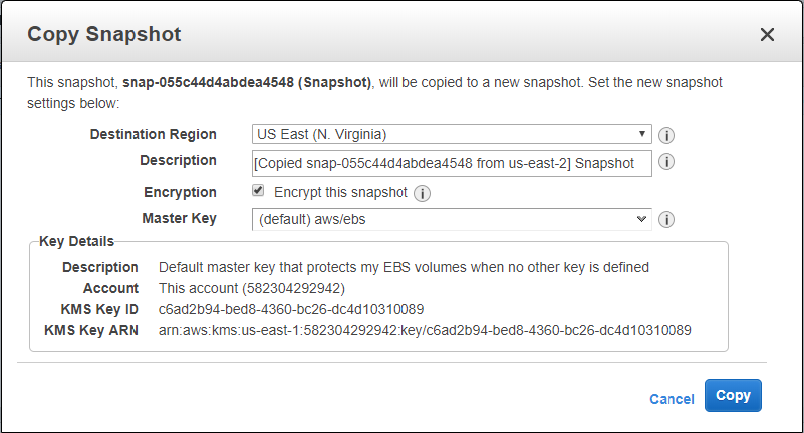 Copy Snapshot
This snapshot, snap-055c44d4abdea4548 (Snapshot), will be copied to a new snapshot. Set the new snapshot
settings below:
Destination Region US East (N. Virginia)
Description [Copied snap-055c44d4abdea4548 from us-east-2] Snapshot
Encryption Encrypt this snapshot
Master Key (default) aws/ebs
Key Details
Description Default master key that protects my EBS volumes when no other key is defined
Account This account (582304292942)
KMS Key ID c6ad2b94-bed8-4360-bc26-dc4d10310089
KMS Key ARN arn:aws:kms:us-east-1:582304292942:key/c6ad2b94-bed8-4360-bc26-dc4d10310089
Cancel Copy